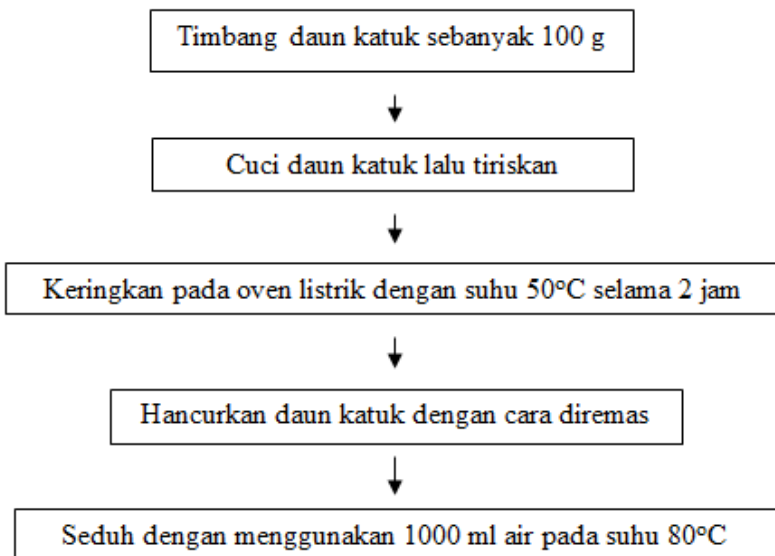 Timbang daun katuk sebanyak 100 g
Cuci daun katuk lalu tiriskan
Keringkan pada oven listrik dengan suhu 50°C selama 2 jam
Hancurkan daun katuk dengan cara diremas
Seduh dengan menggunakan 1000 ml air pada suhu 80°C